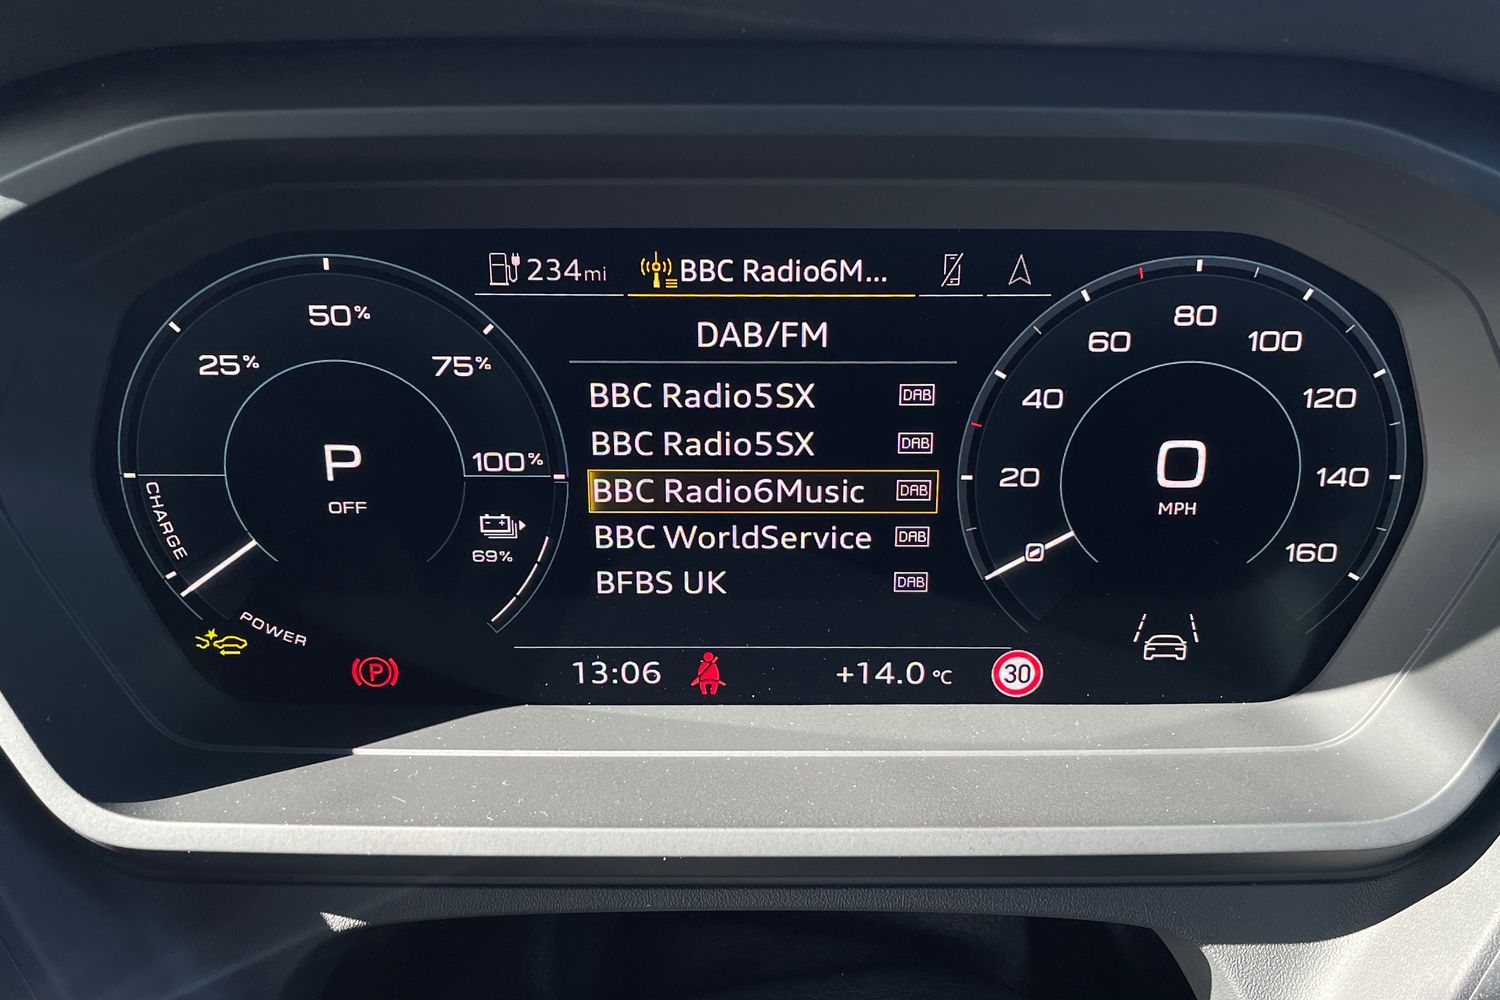 234mi
BBC Radio6M...
DAB/FM
BBC Radio5SX DAB
BBC Radio5SX DAB
BBC Radio6Music DAB
BBC WorldService DAB
BFBS UK DAB
25%
50%
75%
100%
P
OFF
CHARGE
POWER
69%
0
20
40
60
80
100
120
140
160
0
MPH
P
13:06
+14.0 °C
30